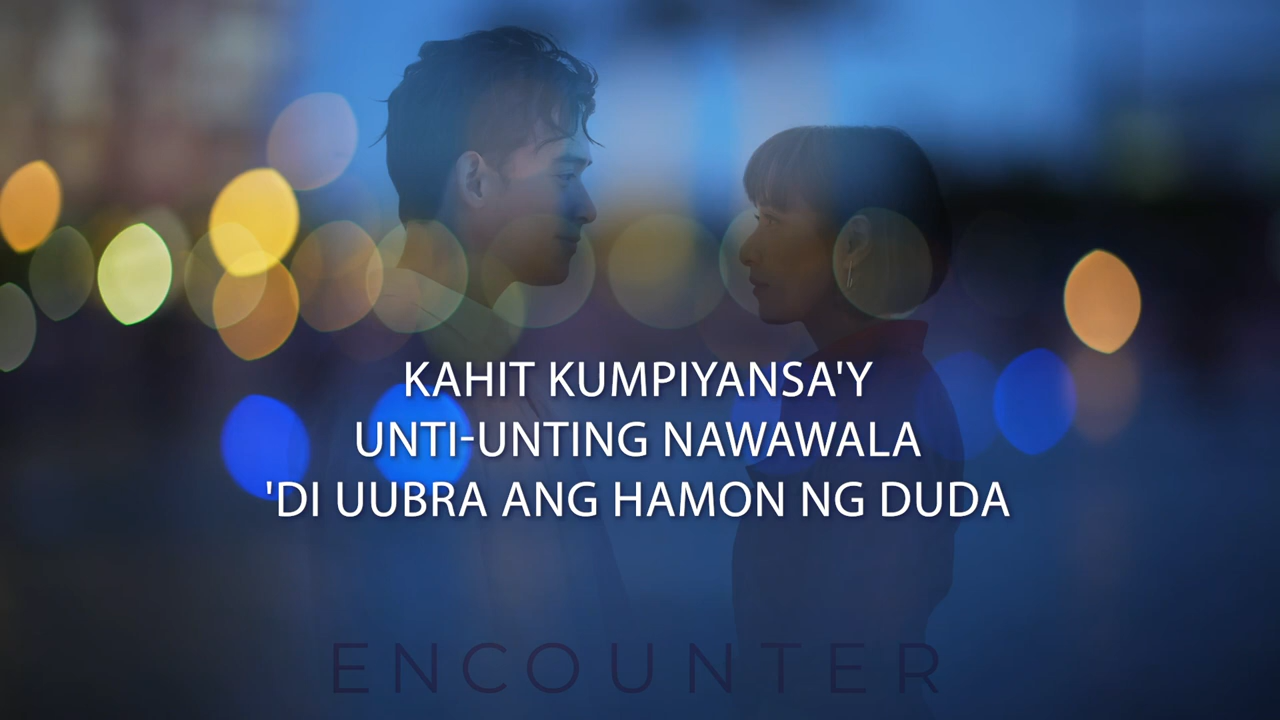 KAHIT KUMPIYANSA'Y
UNTI-UNTING NAWAWALA
'DI UUBRA ANG HAMON NG DUDA
ENCOUNTER